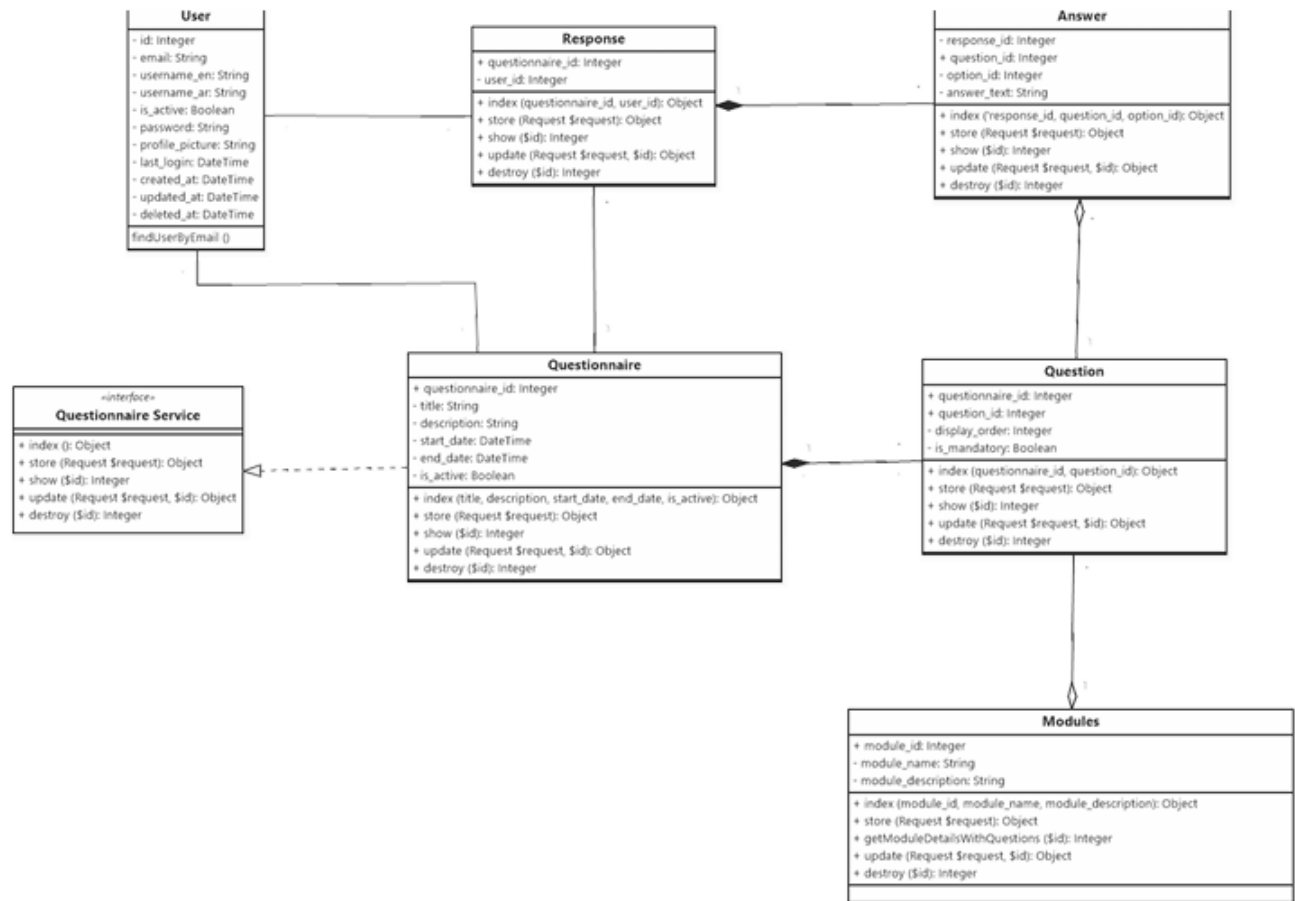 User
- id: Integer
- email: String
- username_en: String
- username_ar: String
- is_active: Boolean
- password: String
- profile_picture: String
- last_login: DateTime
- created_at: DateTime
- updated_at: DateTime
- deleted_at: DateTime
findUserByEmail ()
Response
+ questionnaire_id: Integer
- user_id: Integer
+ index (questionnaire_id, user_id): Object
+ store (Request $request): Object
+ show ($id): Integer
+ update (Request $request, $id): Object
+ destroy ($id): Integer
Answer
- response_id: Integer
+ question_id: Integer
- option_id: Integer
- answer_text: String
+ index ('response_id, question_id, option_id): Object
+ store (Request $request): Object
+ show ($id): Integer
+ update (Request $request, $id): Object
+ destroy ($id): Integer
«interface»
Questionnaire Service
+ index (): Object
+ store (Request $request): Object
+ show ($id): Integer
+ update (Request $request, $id): Object
+ destroy ($id): Integer
Questionnaire
+ questionnaire_id: Integer
- title: String
- description: String
- start_date: DateTime
- end_date: DateTime
- is_active: Boolean
+ index (title, description, start_date, end_date, is_active): Object
+ store (Request $request): Object
+ show ($id): Integer
+ update (Request $request, $id): Object
+ destroy ($id): Integer
Question
+ questionnaire_id: Integer
+ question_id: Integer
- display_order: Integer
- is_mandatory: Boolean
+ index (questionnaire_id, question_id): Object
+ store (Request $request): Object
+ show ($id): Integer
+ update (Request $request, $id): Object
+ destroy ($id): Integer
Modules
+ module_id: Integer
- module_name: String
- module_description: String
+ index (module_id, module_name, module_description): Object
+ store (Request $request): Object
+ getModuleDetailsWithQuestions ($id): Integer
+ update (Request $request, $id): Object
+ destroy ($id): Integer